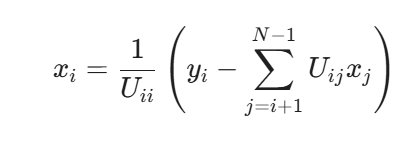 x_i = \frac{1}{U_{ii}} \left( y_i - \sum_{j=i+1}^{N-1} U_{ij} x_j \right)